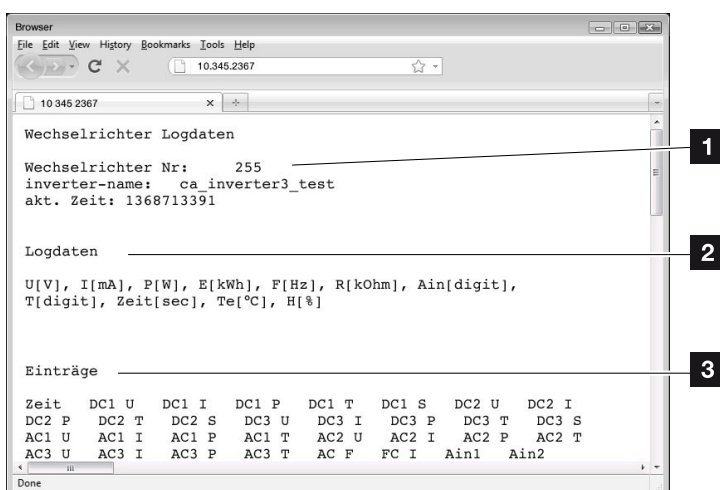 Browser
File Edit View History Bookmarks Tools Help
10.345.2367
10 345 2367
Wechselrichter Logdaten
Wechselrichter Nr: 255
1
inverter-name: ca_inverter3_test
akt. Zeit: 1368713391
Logdaten
2
U[V], I[mA], P[W], E[kWh], F[Hz], R[kOhm], Ain[digit],
T[digit], Zeit[sec], Te[°C], H[%]
Einträge
3
Zeit DC1 U DC1 I DC1 P DC1 T DC1 S DC2 U DC2 I
DC2 P DC2 T DC2 S DC3 U DC3 I DC3 P DC3 T DC3 S
AC1 U AC1 I AC1 P AC1 T AC2 U AC2 I AC2 P AC2 T
AC3 U AC3 I AC3 P AC3 T AC F FC I Ain1 Ain2
Done